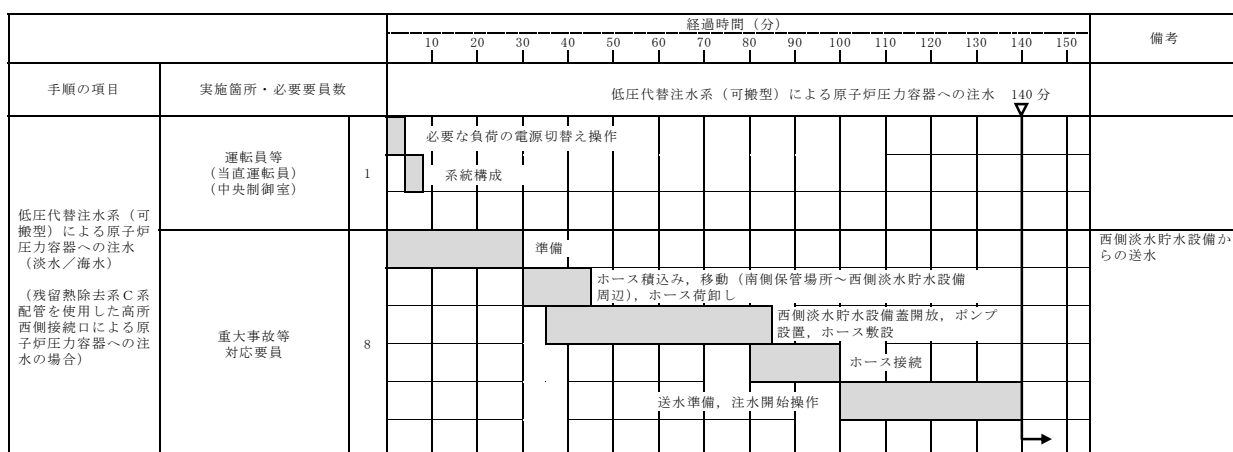 経過時間（分）
備考
10 20 30 40 50 60 70 80 90 100 110 120 130 140 150
手順の項目
実施箇所・必要要員数
低圧代替注水系（可搬型）による原子炉圧力容器への注水 140 分
低圧代替注水系（可
搬型）による原子炉
圧力容器への注水
（淡水／海水）
（残留熱除去系Ｃ系
配管を使用した高所
西側接続口による原
子炉圧力容器への注
水の場合）
運転員等
（当直運転員）
（中央制御室）
1
必要な負荷の電源切替え操作
系統構成
重大事故等
対応要員
8
準備
ホース積込み，移動（南側保管場所～西側淡水貯水設備
周辺），ホース荷卸し
西側淡水貯水設備蓋開放，ポンプ
設置，ホース敷設
ホース接続
送水準備，注水開始操作
西側淡水貯水設備か
らの送水